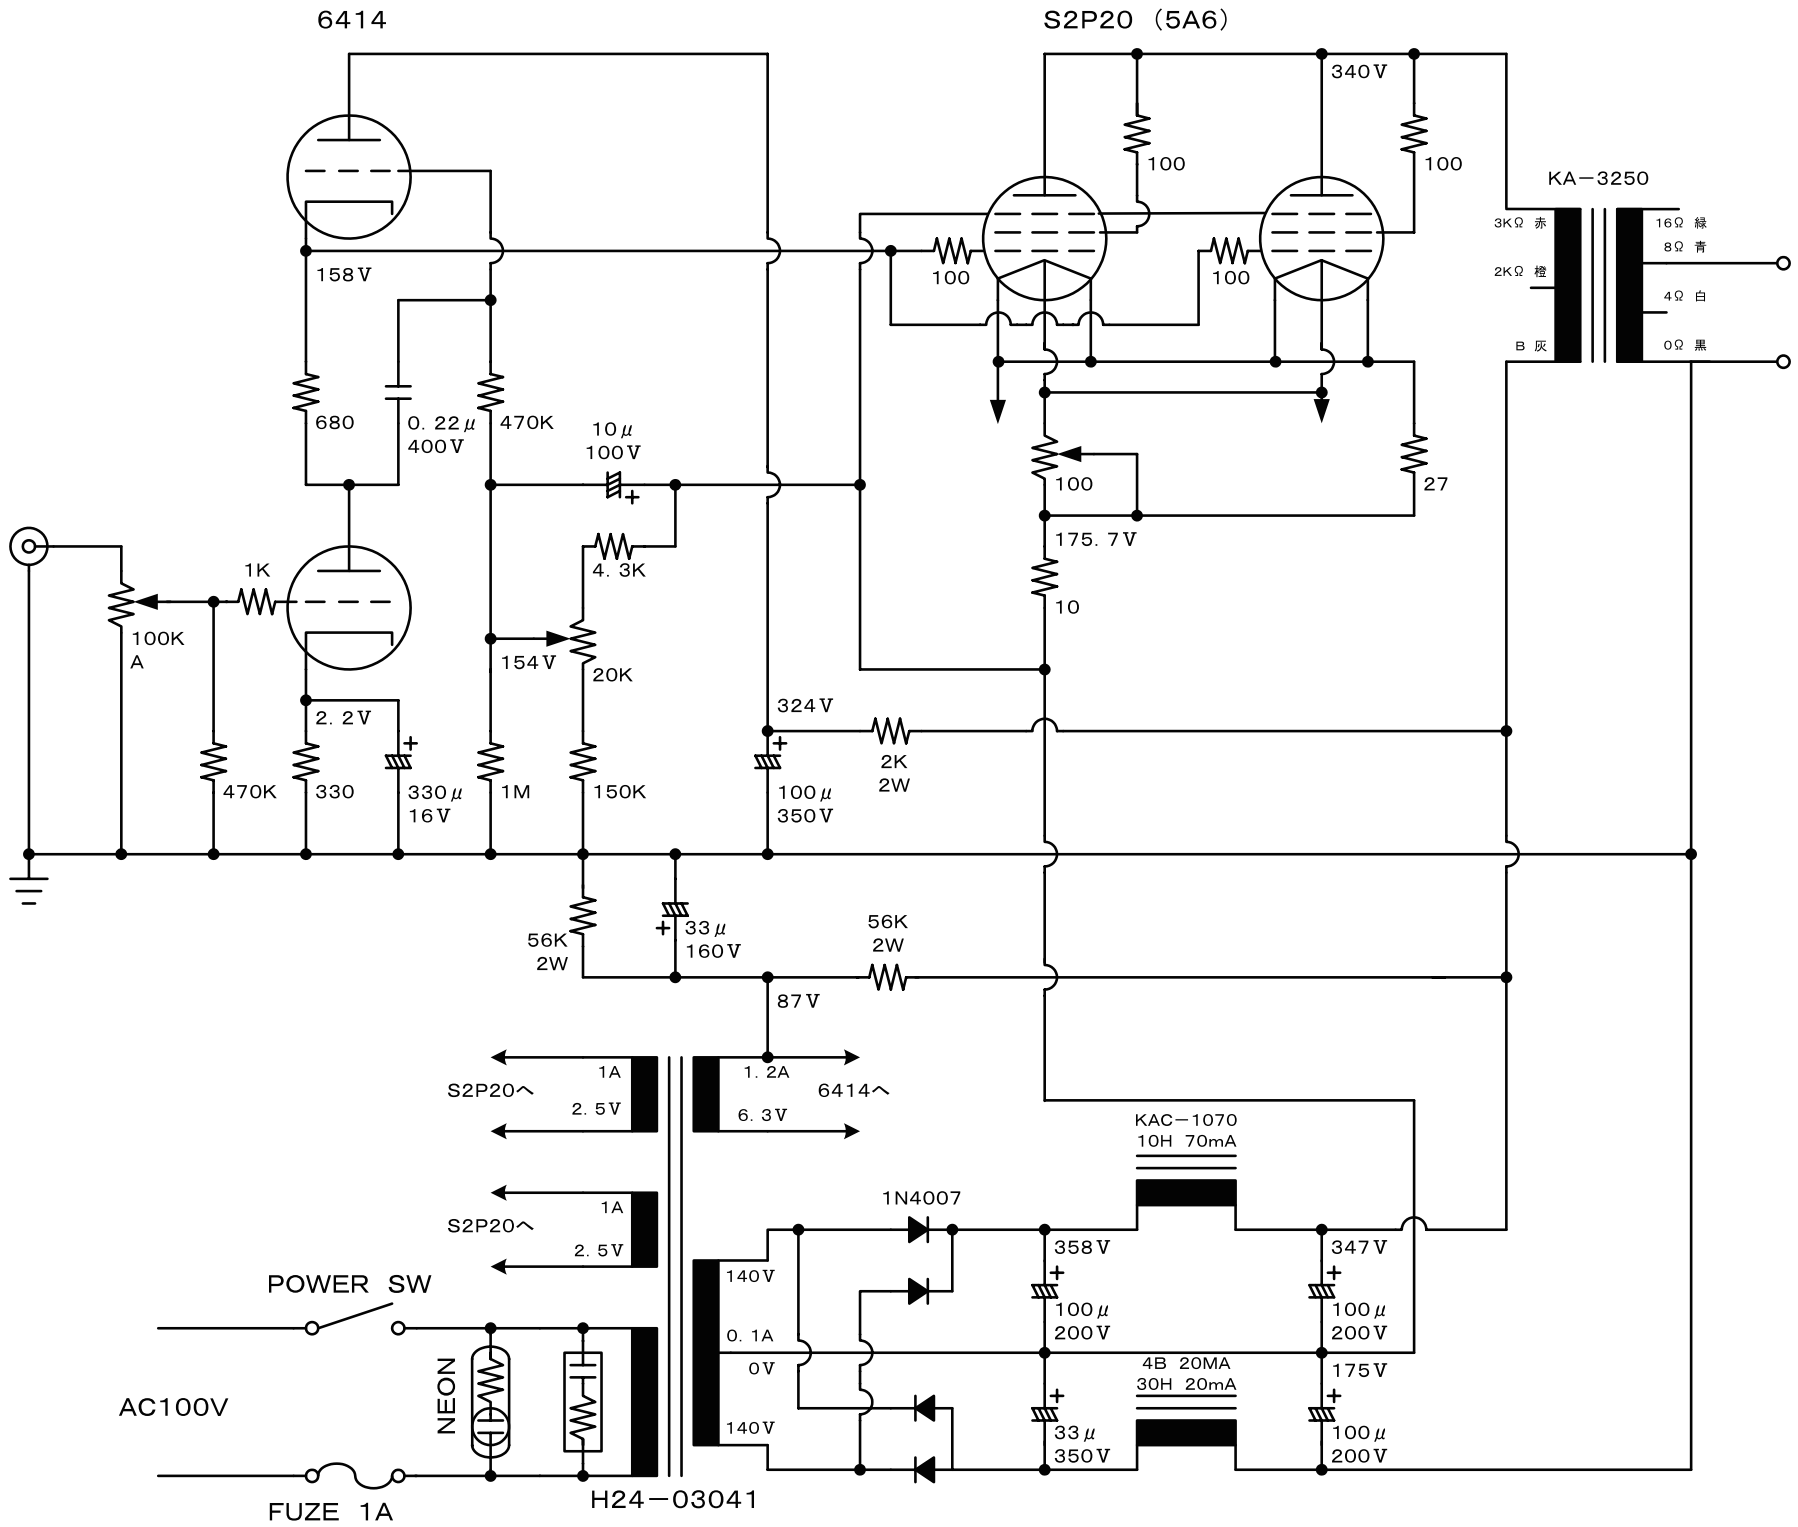 6414
S2P20 (5A6)
340V
100
100
KA-3250
3KΩ 赤
16Ω 緑
8Ω 青
2KΩ 橙
4Ω 白
B 灰
0Ω 黒
158V
100
100
680
0.22μ
400V
470K
10μ
100V
100
27
175.7V
4.3K
1K
10
100K
A
154V
20K
2.2V
324V
2K
2W
470K
330
330μ
16V
1M
150K
100μ
350V
56K
2W
33μ
160V
56K
2W
87V
1A
S2P20へ
2.5V
1.2A
6414へ
6.3V
KAC-1070
10H 70mA
1A
S2P20へ
2.5V
1N4007
358V
347V
140V
POWER SW
100μ
200V
100μ
200V
0.1A
0V
4B 20MA
30H 20mA
175V
AC100V
NEON
140V
33μ
350V
100μ
200V
H24-03041
FUZE 1A